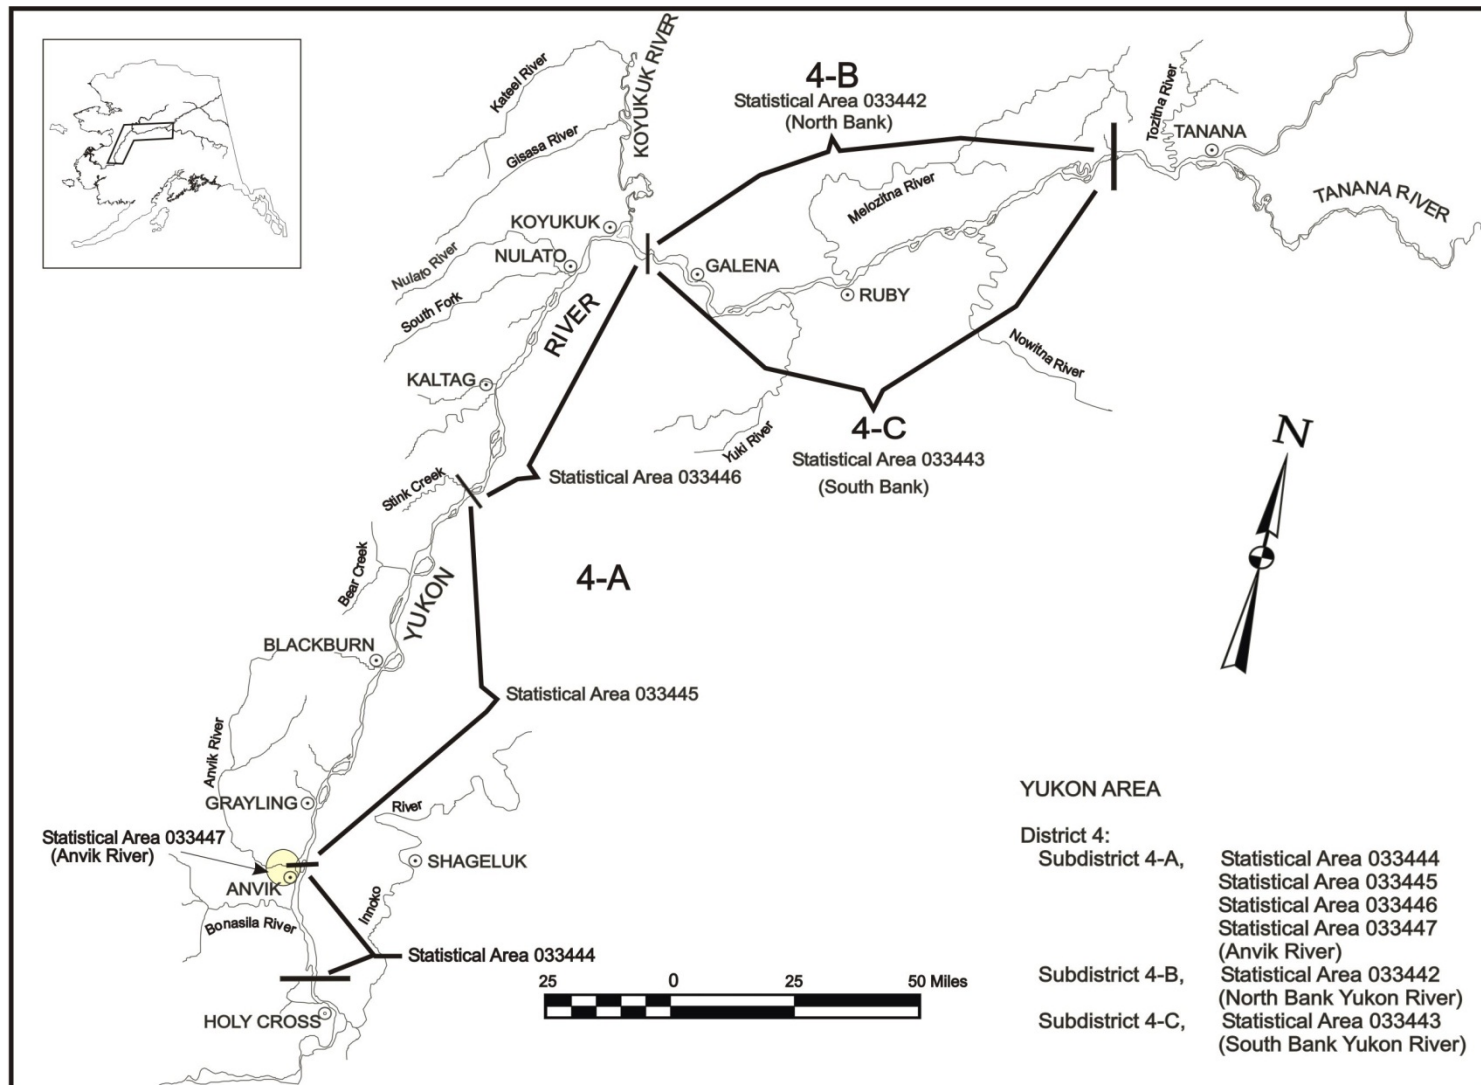 4-B
Statistical Area 033442
(North Bank)
Kateel River
KOYUKUK RIVER
Gisasa River
Tozitna River
TANANA
TANANA RIVER
Melozitna River
KOYUKUK
Nulato River
NULATO
South Fork
GALENA
RUBY
RIVER
Nowitna River
KALTAG
4-C
Statistical Area 033443
(South Bank)
Yuki River
N
Stink Creek
Statistical Area 033446
Bear Creek
YUKON
4-A
BLACKBURN
Statistical Area 033445
Anvik River
GRAYLING
River
Statistical Area 033447
(Anvik River)
SHAGELUK
ANVIK
Innoko
Bonasila River
Statistical Area 033444
HOLY CROSS
25 0 25 50 Miles
YUKON AREA
District 4:
Subdistrict 4-A, Statistical Area 033444
Statistical Area 033445
Statistical Area 033446
Statistical Area 033447
(Anvik River)
Subdistrict 4-B, Statistical Area 033442
(North Bank Yukon River)
Subdistrict 4-C, Statistical Area 033443
(South Bank Yukon River)